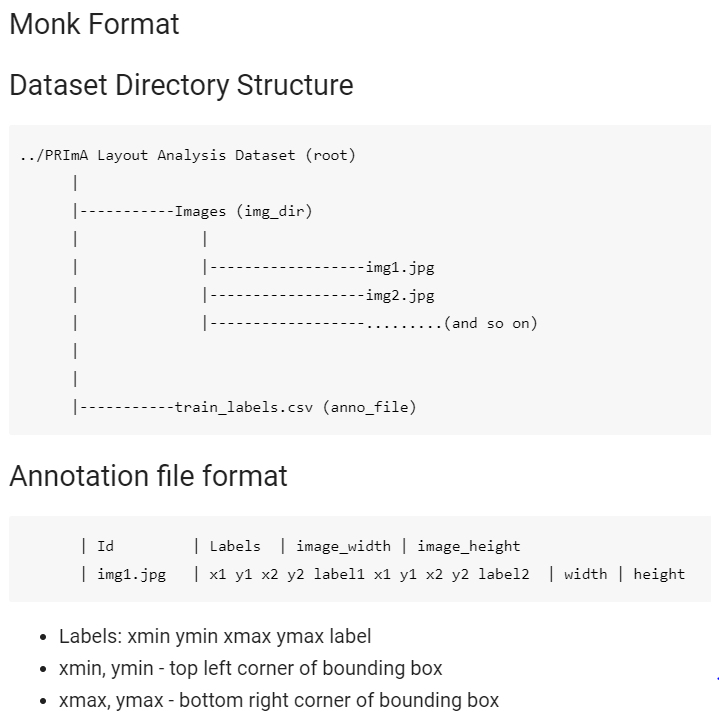 Monk Format
Dataset Directory Structure
../PRImA Layout Analysis Dataset (root)
      |
      |-----------Images (img_dir)
      |              |
      |              |------------------img1.jpg
      |              |------------------img2.jpg
      |              |------------------.........(and so on)
      |
      |
      |-----------train_labels.csv (anno_file)
Annotation file format
| Id         | Labels  | image_width | image_height
| img1.jpg   | x1 y1 x2 y2 label1 x1 y1 x2 y2 label2  | width | height
• Labels: xmin ymin xmax ymax label
• xmin, ymin - top left corner of bounding box
• xmax, ymax - bottom right corner of bounding box